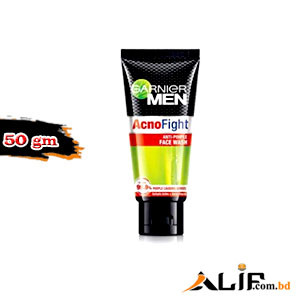 GARNIER
MEN
AcnoFight
ANTI-PIMPLE
FACE WASH
50 gm
ALIF.com.bd